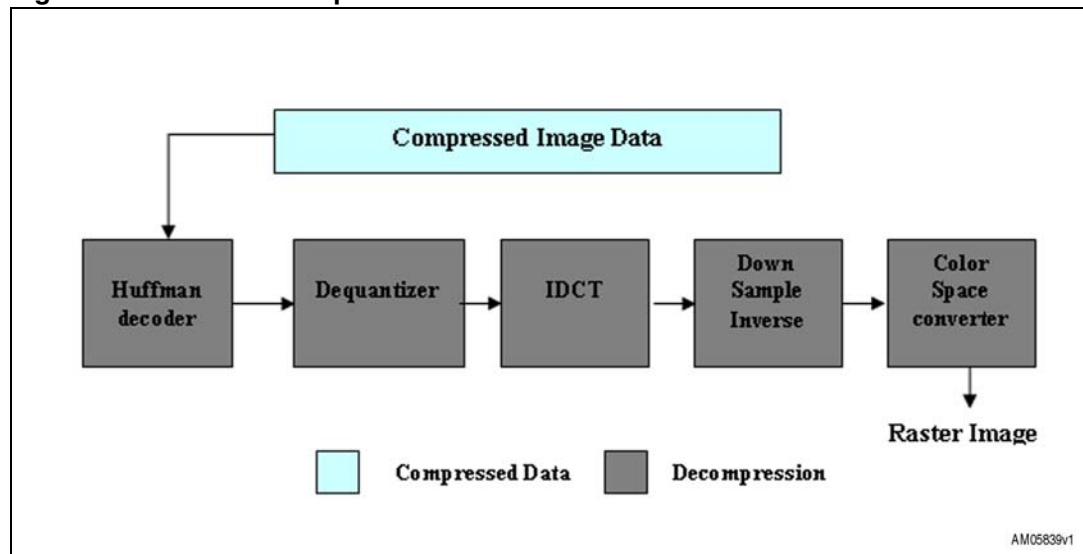 Compressed Image Data
Huffman
decoder
Dequantizer
IDCT
Down
Sample
Inverse
Color
Space
converter
Raster Image
Compressed Data
Decompression
AM05839v1